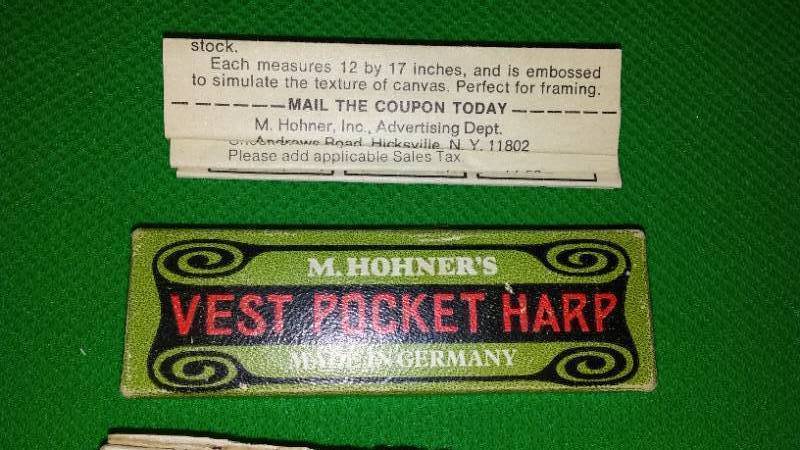 stock.
Each measures 12 by 17 inches, and is embossed
to simulate the texture of canvas. Perfect for framing.
MAIL THE COUPON TODAY
M. Hohner, Inc., Advertising Dept.
Andrews Road, Hicksville, N. Y. 11802
Please add applicable Sales Tax
M. HOHNER'S
VEST POCKET HARP
MADE IN GERMANY